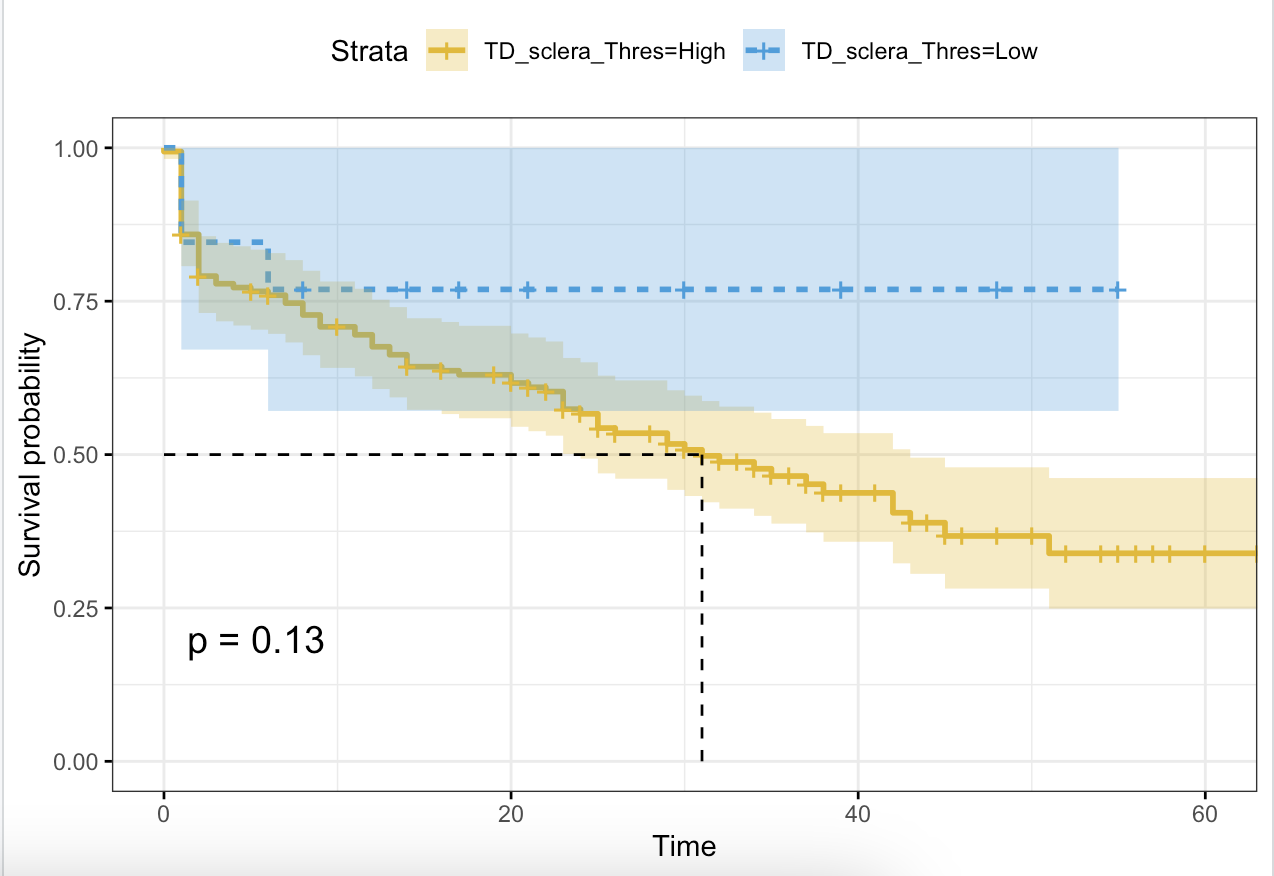 Strata TD_sclera_Thres=High TD_sclera_Thres=Low
Survival probability
1.00
0.75
0.50
0.25
0.00
p = 0.13
0 20 40 60
Time